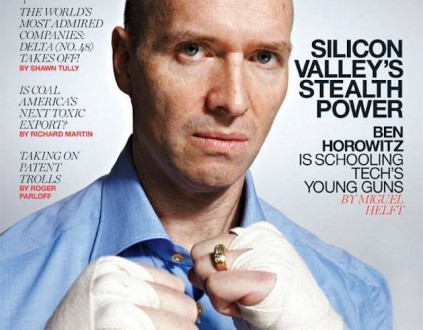 THE WORLD'S
MOST ADMIRED
COMPANIES:
DELTA (NO. 48)
TAKES OFF!
BY SHAWN TULLY
IS COAL
AMERICA'S
NEXT TOXIC
EXPORT?
BY RICHARD MARTIN
TAKING ON
PATENT
TROLLS
BY ROGER
PARLOFF
SILICON
VALLEY'S
STEALTH
POWER
BEN
HOROWITZ
IS SCHOOLING
TECH'S
YOUNG GUNS
BY MIGUEL
HELFT